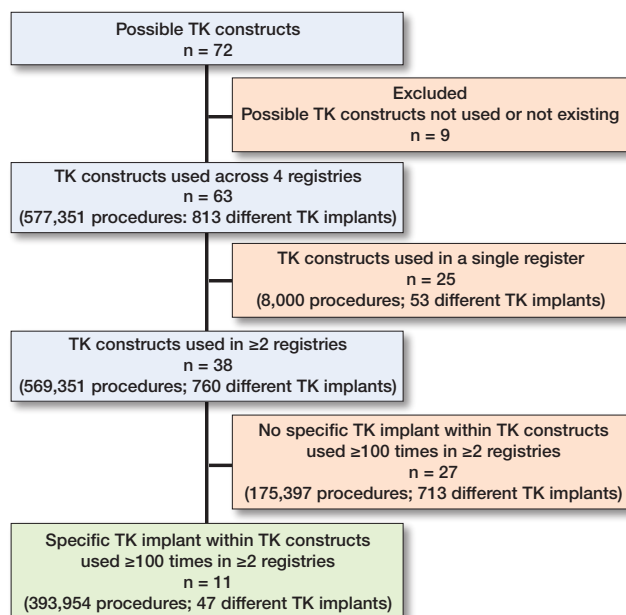 Possible TK constructs
n = 72
Excluded
Possible TK constructs not used or not existing
n = 9
TK constructs used across 4 registries
n = 63
(577,351 procedures: 813 different TK implants)
TK constructs used in a single register
n = 25
(8,000 procedures; 53 different TK implants)
TK constructs used in ≥2 registries
n = 38
(569,351 procedures; 760 different TK implants)
No specific TK implant within TK constructs
used ≥100 times in ≥2 registries
n = 27
(175,397 procedures; 713 different TK implants)
Specific TK implant within TK constructs
used ≥100 times in ≥2 registries
n = 11
(393,954 procedures; 47 different TK implants)